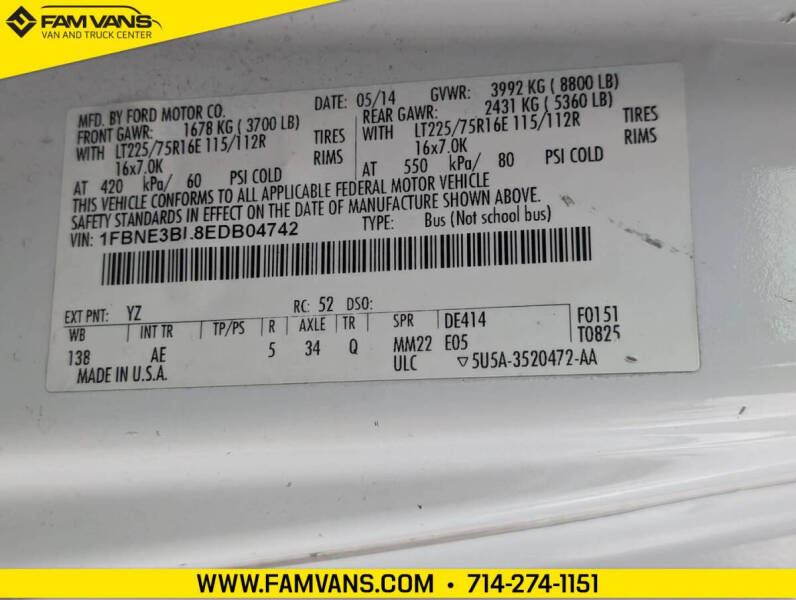 FAM VANS
VAN AND TRUCK CENTER
MFD. BY FORD MOTOR CO.
DATE: 05/14
GVWR: 3992 KG ( 8800 LB)
FRONT GAWR: 1678 KG ( 3700 LB)
REAR GAWR: 2431 KG ( 5360 LB)
WITH LT225/75R16E 115/112R TIRES
WITH LT225/75R16E 115/112R TIRES
16x7.0K RIMS
16x7.0K RIMS
AT 420 kPa/ 60 PSI COLD
AT 550 kPa/ 80 PSI COLD
THIS VEHICLE CONFORMS TO ALL APPLICABLE FEDERAL MOTOR VEHICLE
SAFETY STANDARDS IN EFFECT ON THE DATE OF MANUFACTURE SHOWN ABOVE.
VIN: TYPE: Bus (Not school bus)
EXT PNT: YZ RC: 52 DSO:
WB INT TR TP/PS R AXLE TR SPR DE414 F0151
138 AE 5 34 Q MM22 E05 T0825
MADE IN U.S.A. ULC ▽5U5A-3520472-AA
WWW.FAMVANS.COM • 714-274-1151